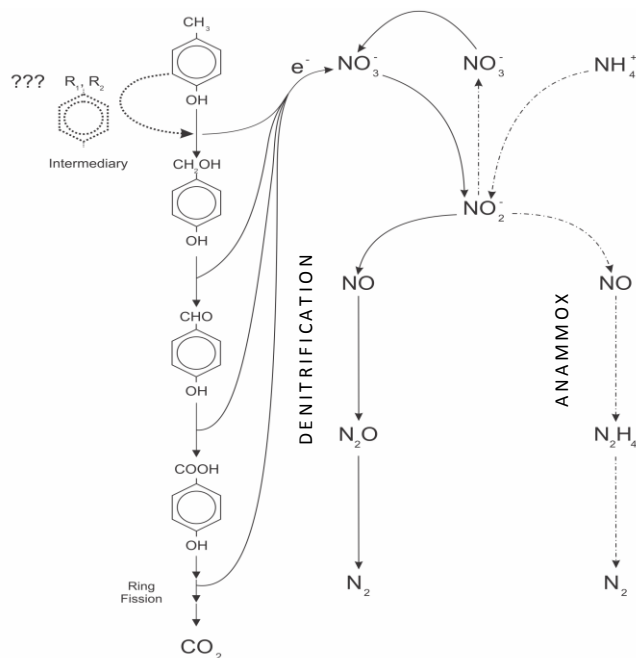 CH₃
??? R₁, R₂
Intermediary
OH
CH₂OH
OH
CHO
OH
COOH
OH
Ring
Fission
CO₂
e⁻
NO₃⁻
NO₃⁻
NH₄⁺
NO₂⁻
DENITRIFICATION
NO
N₂O
N₂
ANAMMOX
NO
N₂H₄
N₂